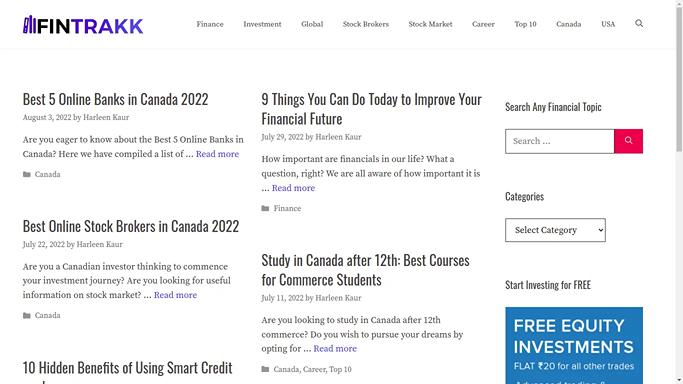 FINTRAKK
Finance Investment Global Stock Brokers Stock Market Career Top 10 Canada USA
Best 5 Online Banks in Canada 2022
August 3, 2022 by Harleen Kaur
Are you eager to know about the Best 5 Online Banks in
Canada? Here we have compiled a list of ... Read more
Canada
Best Online Stock Brokers in Canada 2022
July 22, 2022 by Harleen Kaur
Are you a Canadian investor thinking to commence
your investment journey? Are you looking for useful
information on stock market? ... Read more
Canada
10 Hidden Benefits of Using Smart Credit
9 Things You Can Do Today to Improve Your
Financial Future
July 29, 2022 by Harleen Kaur
How important are financials in our life? What a
question, right? We are all aware of how important it is
... Read more
Finance
Study in Canada after 12th: Best Courses
for Commerce Students
July 11, 2022 by Harleen Kaur
Are you looking to study in Canada after 12th
commerce? Do you wish to pursue your dreams by
opting for ... Read more
Canada, Career, Top 10
Search Any Financial Topic
Search ...
Categories
Select Category
Start Investing for FREE
FREE EQUITY
INVESTMENTS
FLAT ₹20 for all other trades
Advanced trading &